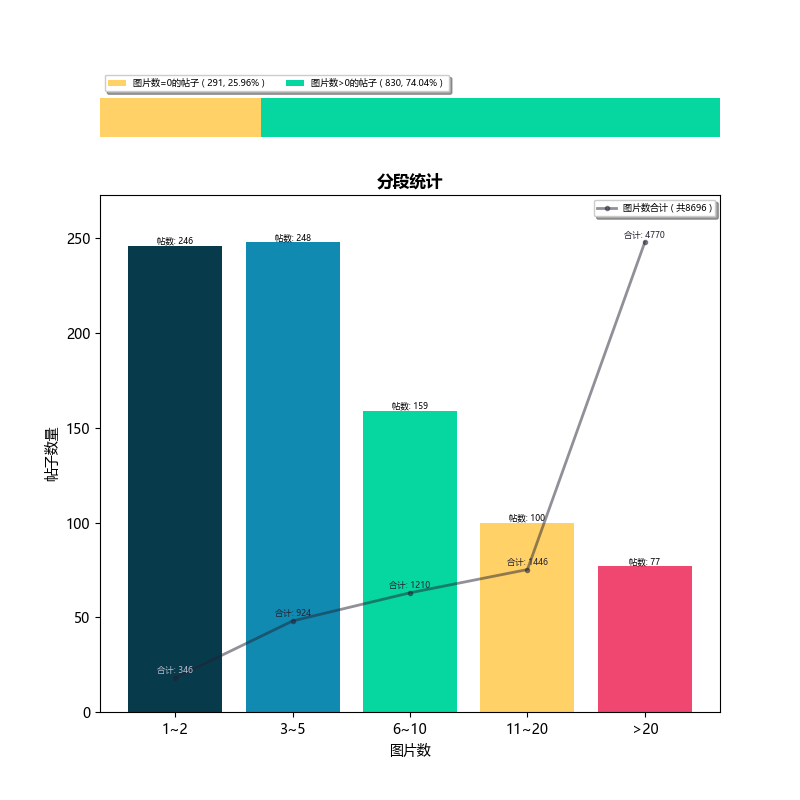 图片数=0的帖子 ( 291, 25.96% )
图片数>0的帖子 ( 830, 74.04% )
分段统计
图片数合计 ( 共8696 )
合计: 4770
250
200
150
100
50
0
帖子数量
帖数: 246
帖数: 248
帖数: 159
帖数: 100
帖数: 77
合计: 346
合计: 924
合计: 1210
合计: 1446
1~2
3~5
6~10
11~20
>20
图片数